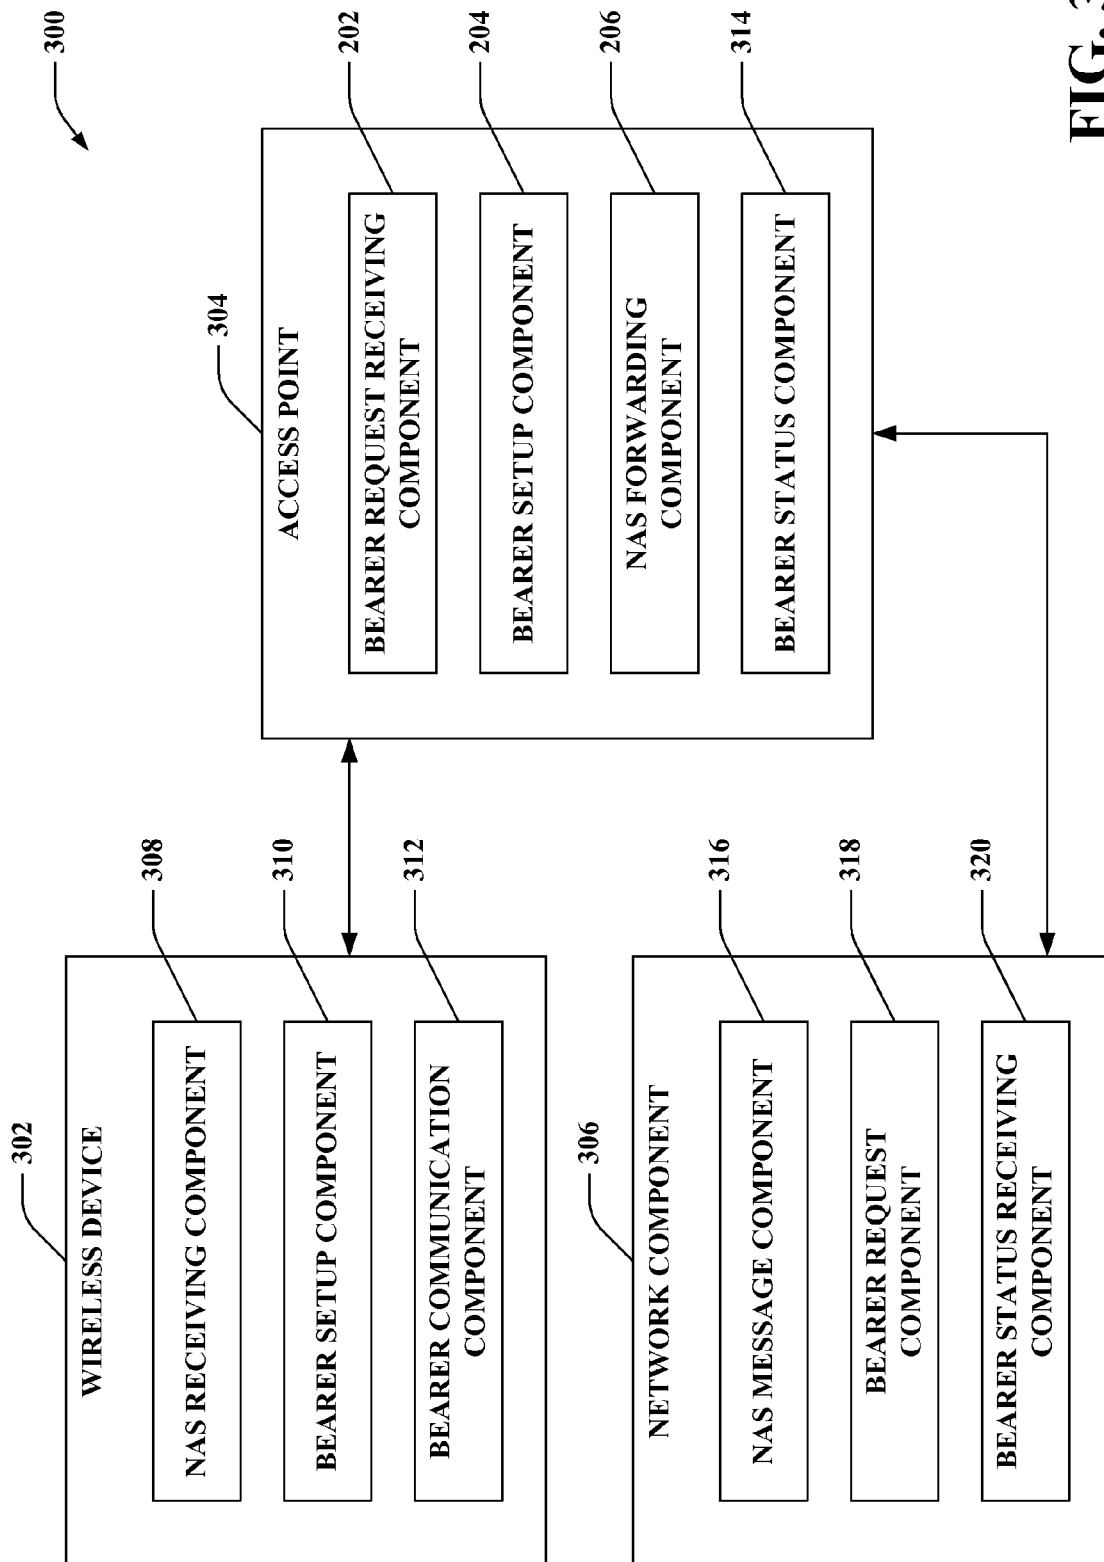 300
302
WIRELESS DEVICE
308
NAS RECEIVING COMPONENT
310
BEARER SETUP COMPONENT
312
BEARER COMMUNICATION
COMPONENT
304
ACCESS POINT
202
BEARER REQUEST RECEIVING
COMPONENT
204
BEARER SETUP COMPONENT
206
NAS FORWARDING
COMPONENT
314
BEARER STATUS COMPONENT
306
NETWORK COMPONENT
316
NAS MESSAGE COMPONENT
318
BEARER REQUEST
COMPONENT
320
BEARER STATUS RECEIVING
COMPONENT
FIG. 3